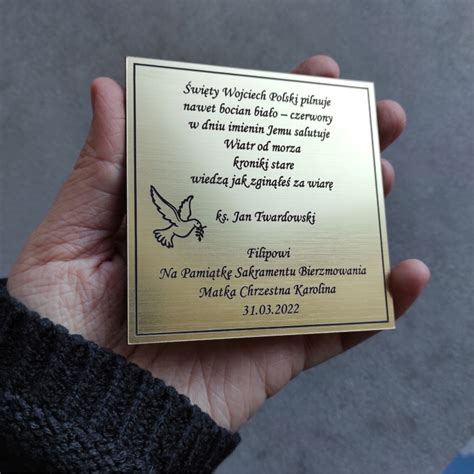 Święty Wojciech Polski pilnuje
nawet bocian biało – czerwony
w dniu imienin Jemu salutuje
Wiatr od morza
kroniki stare
wiedzą jak zginąłeś za wiarę
ks. Jan Twardowski
Filipowi
Na Pamiątkę Sakramentu Bierzmowania
Matka Chrzestna Karolina
31.03.2022